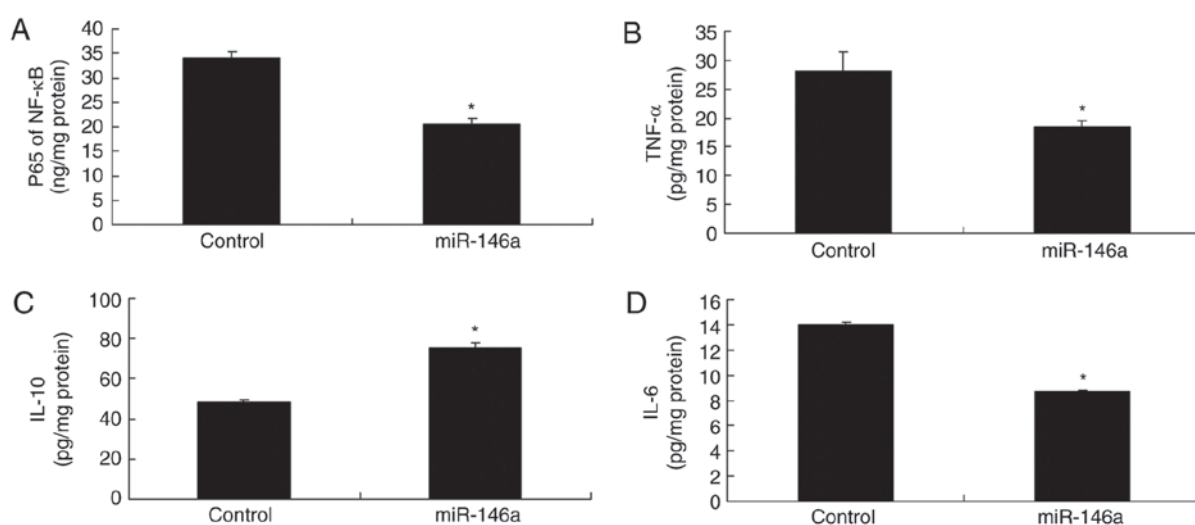 A
P65 of NF-κB
(ng/mg protein)
40
35
30
25
20
15
10
5
0
*
Control
miR-146a
B
TNF-α
(pg/mg protein)
35
30
25
20
15
10
5
0
*
Control
miR-146a
C
IL-10
(pg/mg protein)
100
80
60
40
20
0
*
Control
miR-146a
D
IL-6
(pg/mg protein)
16
14
12
10
8
6
4
2
0
*
Control
miR-146a